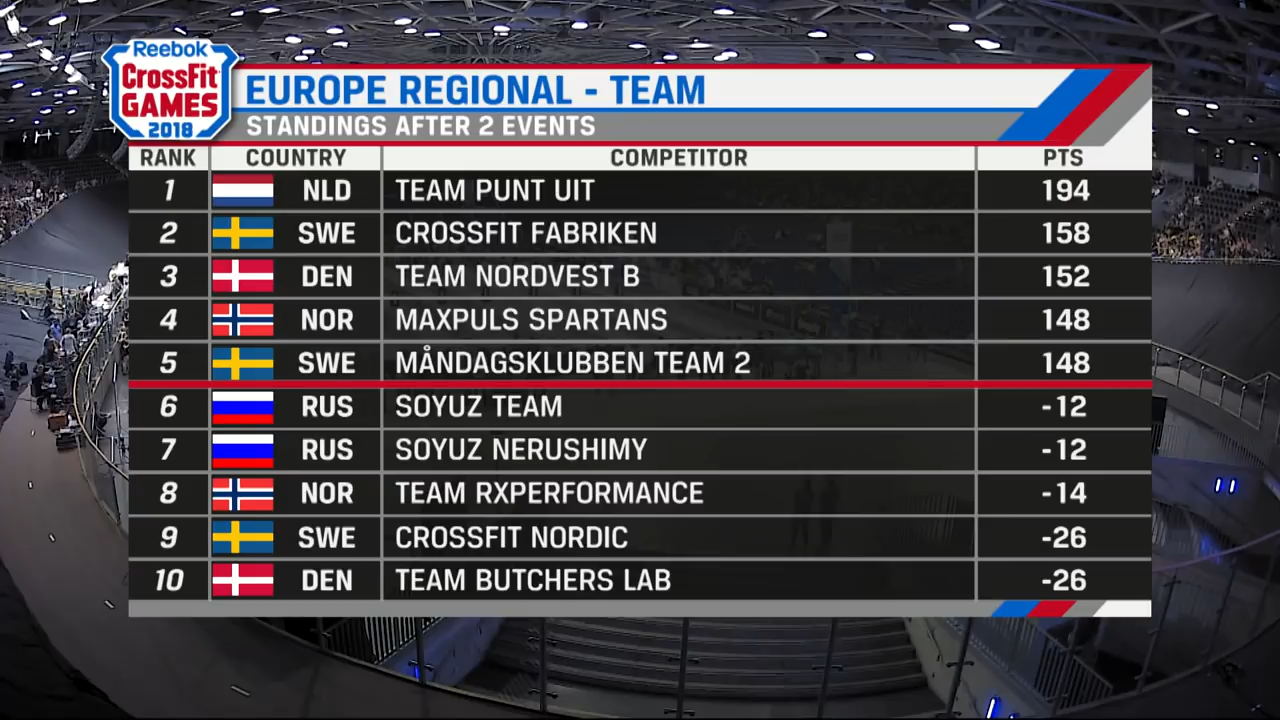 Reebok
CrossFit
GAMES
2018
EUROPE REGIONAL - TEAM
STANDINGS AFTER 2 EVENTS
RANK COUNTRY COMPETITOR PTS
1 NLD TEAM PUNT UIT 194
2 SWE CROSSFIT FABRIKEN 158
3 DEN TEAM NORDVEST B 152
4 NOR MAXPULS SPARTANS 148
5 SWE MÅNDAGSKLUBBEN TEAM 2 148
6 RUS SOYUZ TEAM -12
7 RUS SOYUZ NERUSHIMY -12
8 NOR TEAM RXPERFORMANCE -14
9 SWE CROSSFIT NORDIC -26
10 DEN TEAM BUTCHERS LAB -26